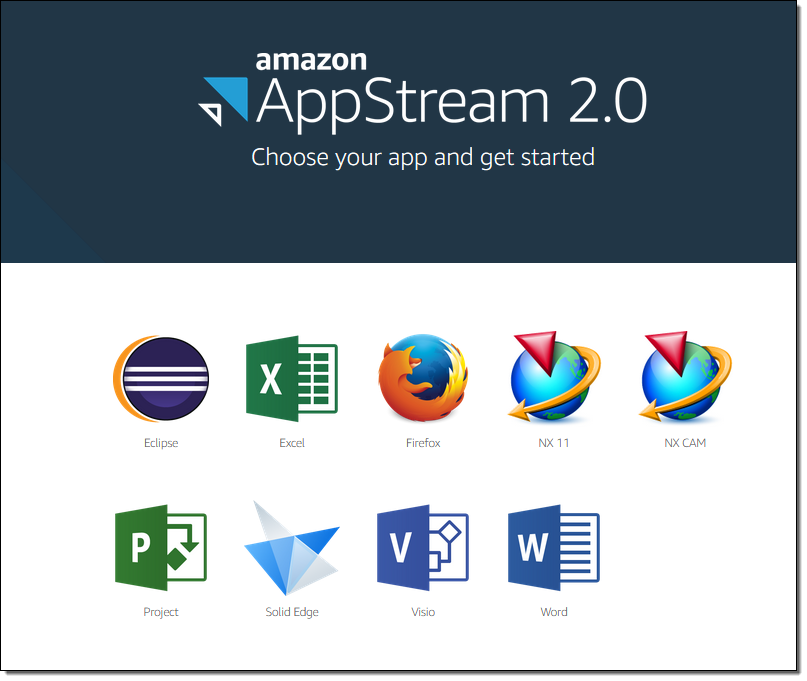 amazon
AppStream 2.0
Choose your app and get started
X
Eclipse
Excel
Firefox
NX 11
NX CAM
P
V
W
Project
Solid Edge
Visio
Word